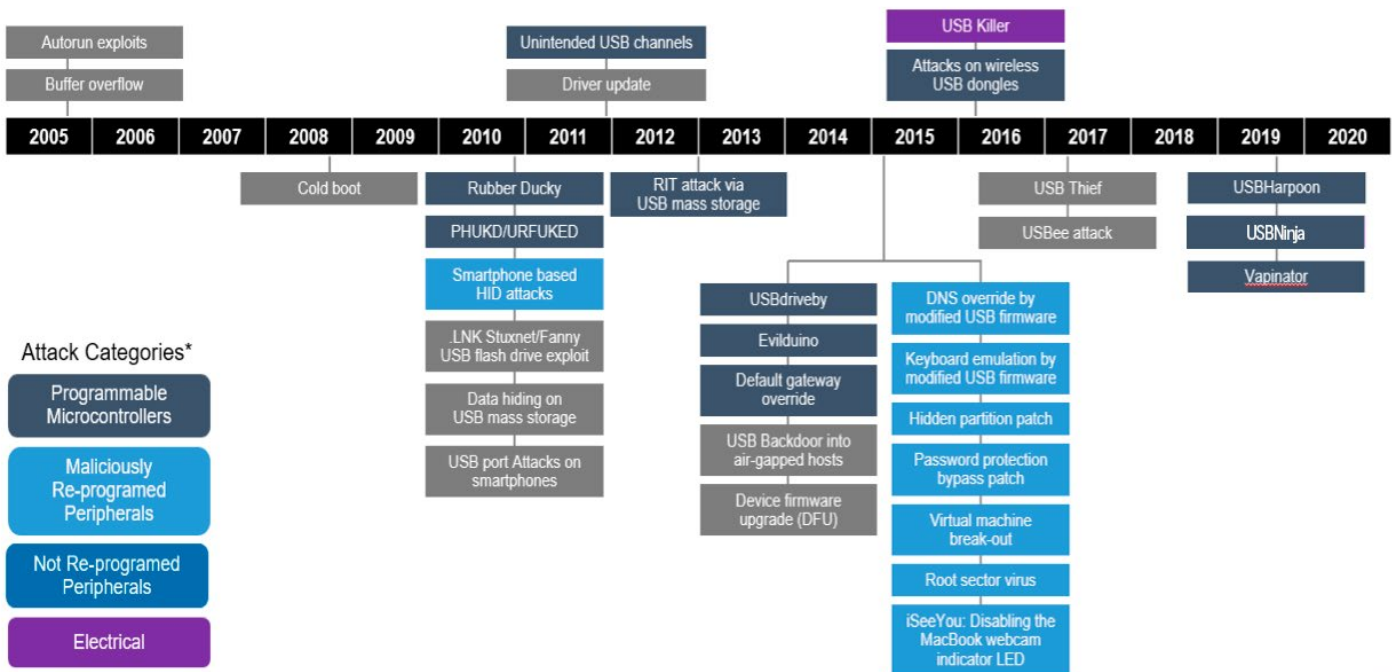 Autorun exploits
Buffer overflow
Unintended USB channels
Driver update
USB Killer
Attacks on wireless
USB dongles
2005 2006 2007 2008 2009 2010 2011 2012 2013 2014 2015 2016 2017 2018 2019 2020
Cold boot
Rubber Ducky
PHUKD/URFUKED
Smartphone based
HID attacks
.LNK Stuxnet/Fanny
USB flash drive exploit
Data hiding on
USB mass storage
USB port Attacks on
smartphones
RIT attack via
USB mass storage
USBdriveby
Evilduino
Default gateway
override
USB Backdoor into
air-gapped hosts
Device firmware
upgrade (DFU)
DNS override by
modified USB firmware
Keyboard emulation by
modified USB firmware
Hidden partition patch
Password protection
bypass patch
Virtual machine
break-out
Root sector virus
iSeeYou: Disabling the
MacBook webcam
indicator LED
USB Thief
USBee attack
USBHarpoon
USBNinja
Vapinator
Attack Categories*
Programmable
Microcontrollers
Maliciously
Re-programed
Peripherals
Not Re-programed
Peripherals
Electrical